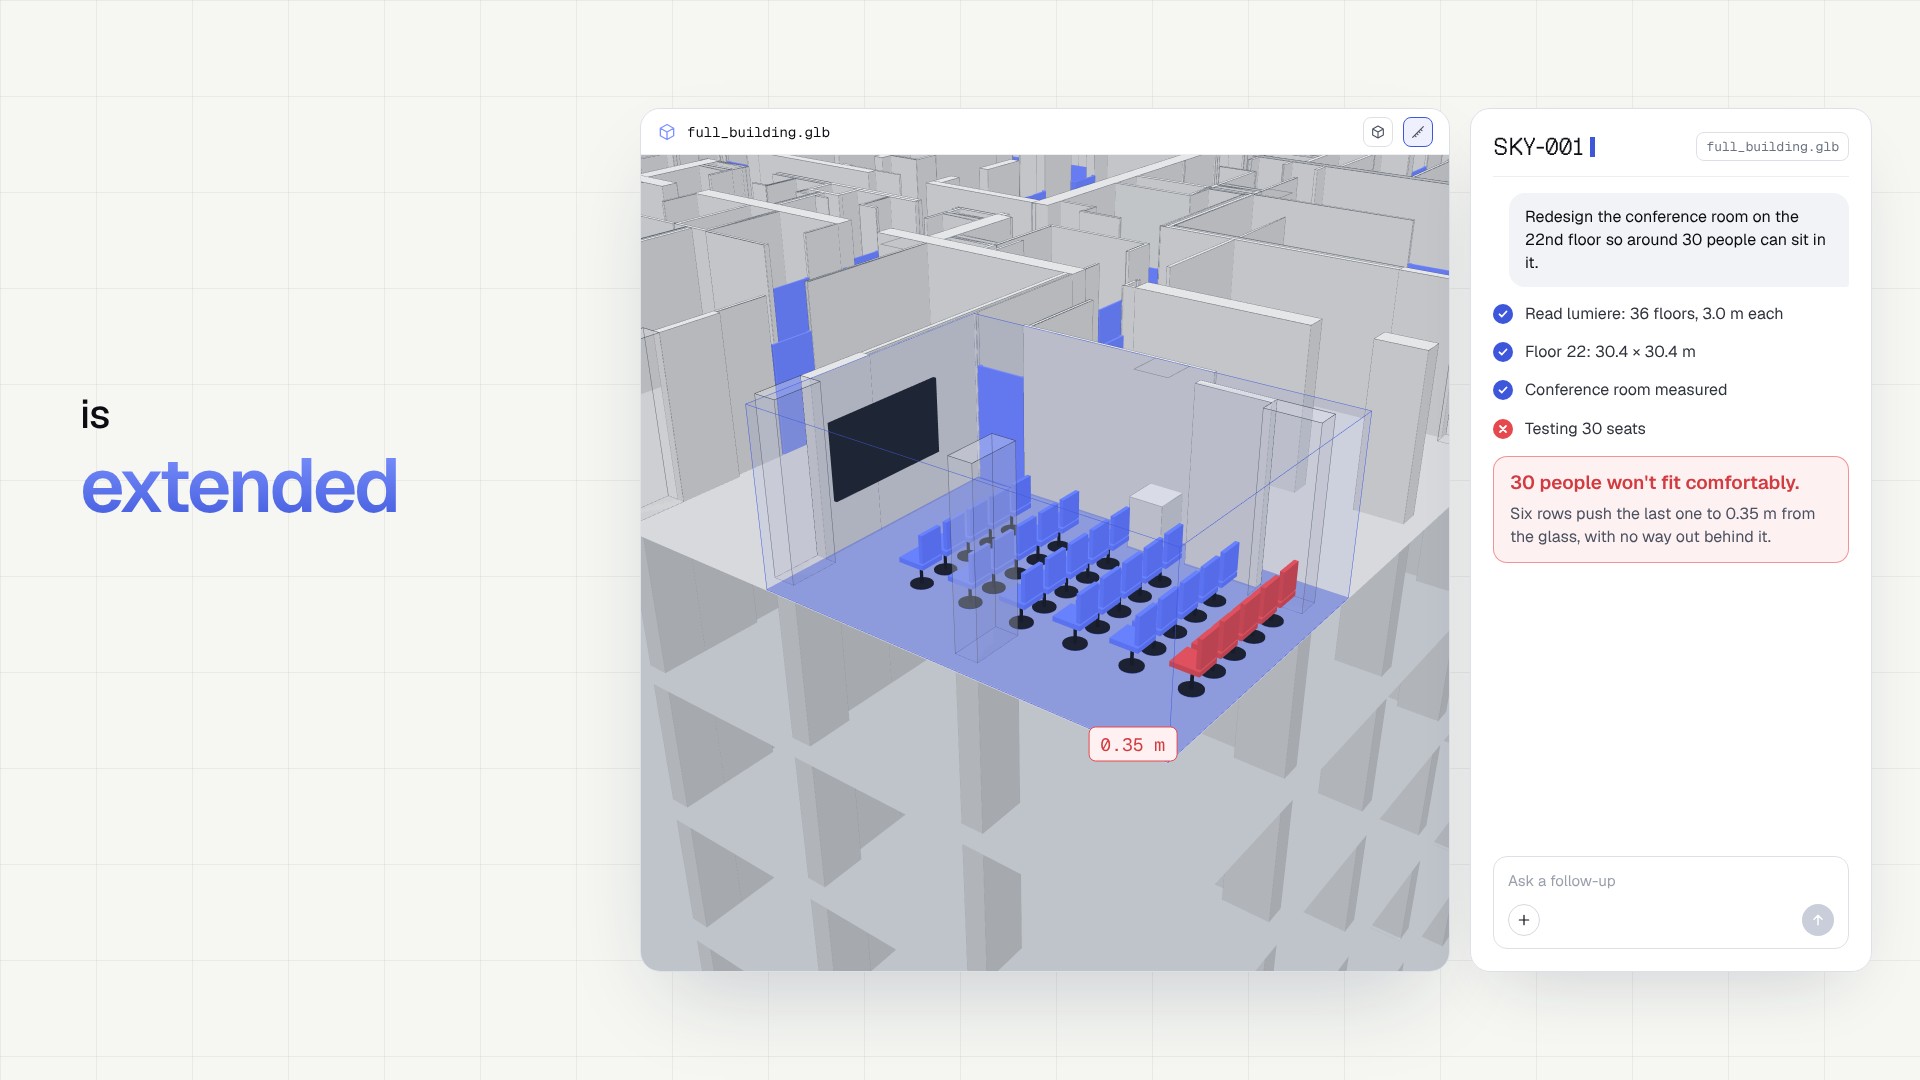 is
extended
full_building.glb
0.35 m
SKY-001
full_building.glb
Redesign the conference room on the
22nd floor so around 30 people can sit in
it.
Read lumiere: 36 floors, 3.0 m each
Floor 22: 30.4 × 30.4 m
Conference room measured
Testing 30 seats
30 people won't fit comfortably.
Six rows push the last one to 0.35 m from
the glass, with no way out behind it.
Ask a follow-up